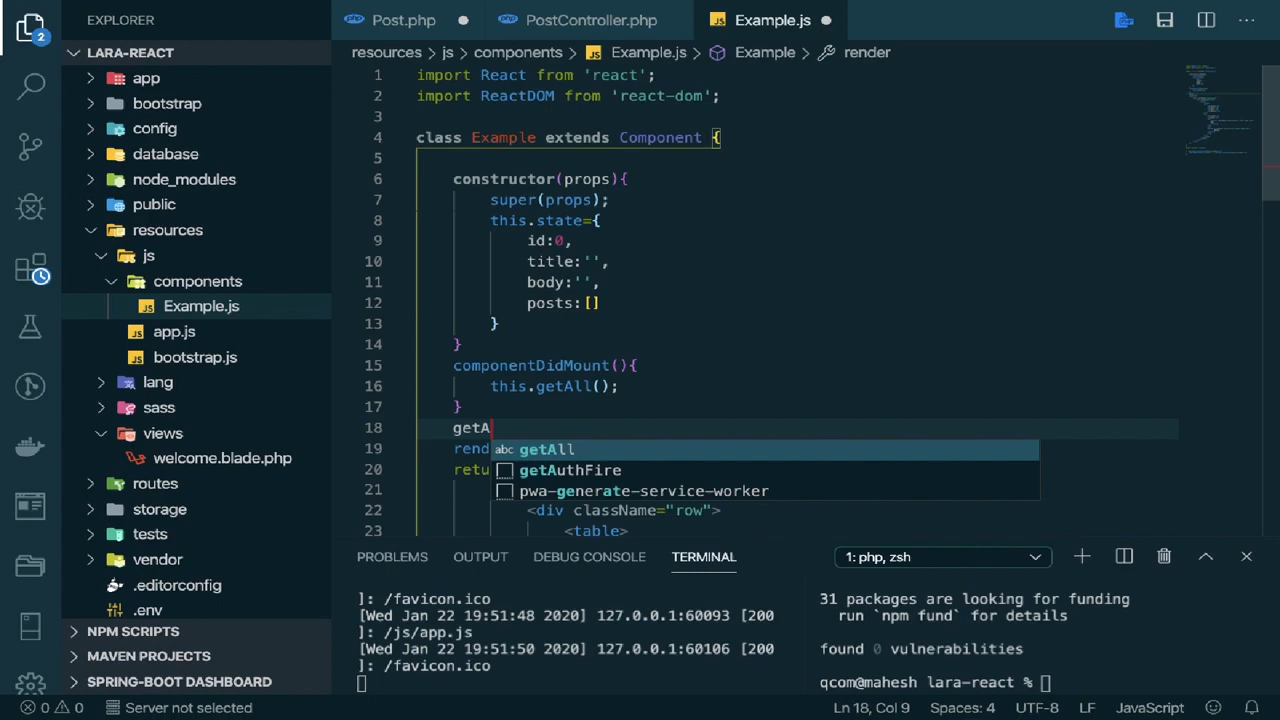 EXPLORER
Post.php
PostController.php
Example.js
···
2
LARA-REACT
resources > js > components > Example.js > Example > render
app
bootstrap
config
database
node_modules
public
resources
js
components
Example.js
app.js
bootstrap.js
lang
sass
views
welcome.blade.php
routes
storage
tests
vendor
.editorconfig
.env
NPM SCRIPTS
MAVEN PROJECTS
SPRING-BOOT DASHBOARD
1 import React from 'react';
2 import ReactDOM from 'react-dom';
3
4 class Example extends Component {
5
6 constructor(props){
7 super(props);
8 this.state={
9 id:0,
10 title:'',
11 body:'',
12 posts:[]
13 }
14 }
15 componentDidMount(){
16 this.getAll();
17 }
18 getA
19 rend
20 retu
21
22 <div className="row">
23 <table>
abc getAll
getAuthFire
pwa-generate-service-worker
PROBLEMS OUTPUT DEBUG CONSOLE TERMINAL
1: php, zsh
]: /favicon.ico
[Wed Jan 22 19:51:48 2020] 127.0.0.1:60093 [200
]: /js/app.js
[Wed Jan 22 19:51:50 2020] 127.0.0.1:60106 [200
]: /favicon.ico
31 packages are looking for funding
run `npm fund` for details
found 0 vulnerabilities
qcom@mahesh lara-react %
0 0 Server not selected
Ln 18, Col 9 Spaces: 4 UTF-8 LF JavaScript